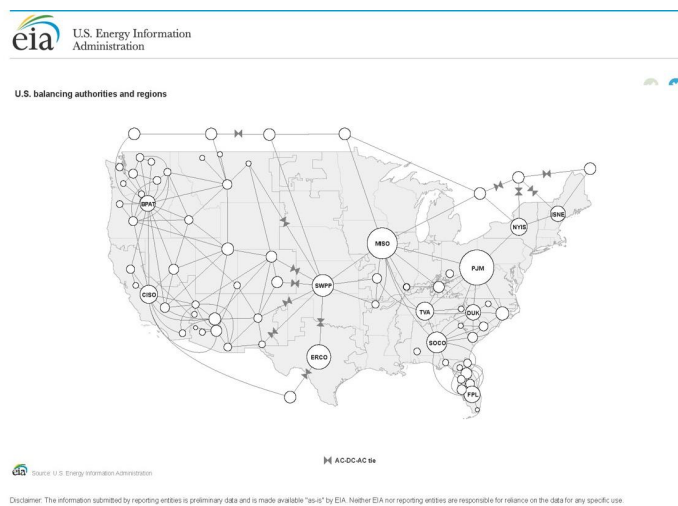 eia
U.S. Energy Information
Administration
U.S. balancing authorities and regions
BPAT
ISNE
NYIS
MISO
PJM
SWPP
CISO
TVA
DUK
SOCO
ERCO
FPL
AC-DC-AC tie
eia
Source: U.S. Energy Information Administration
Disclaimer: The information submitted by reporting entities is preliminary data and is made available "as-is" by EIA. Neither EIA nor reporting entities are responsible for reliance on the data for any specific use.